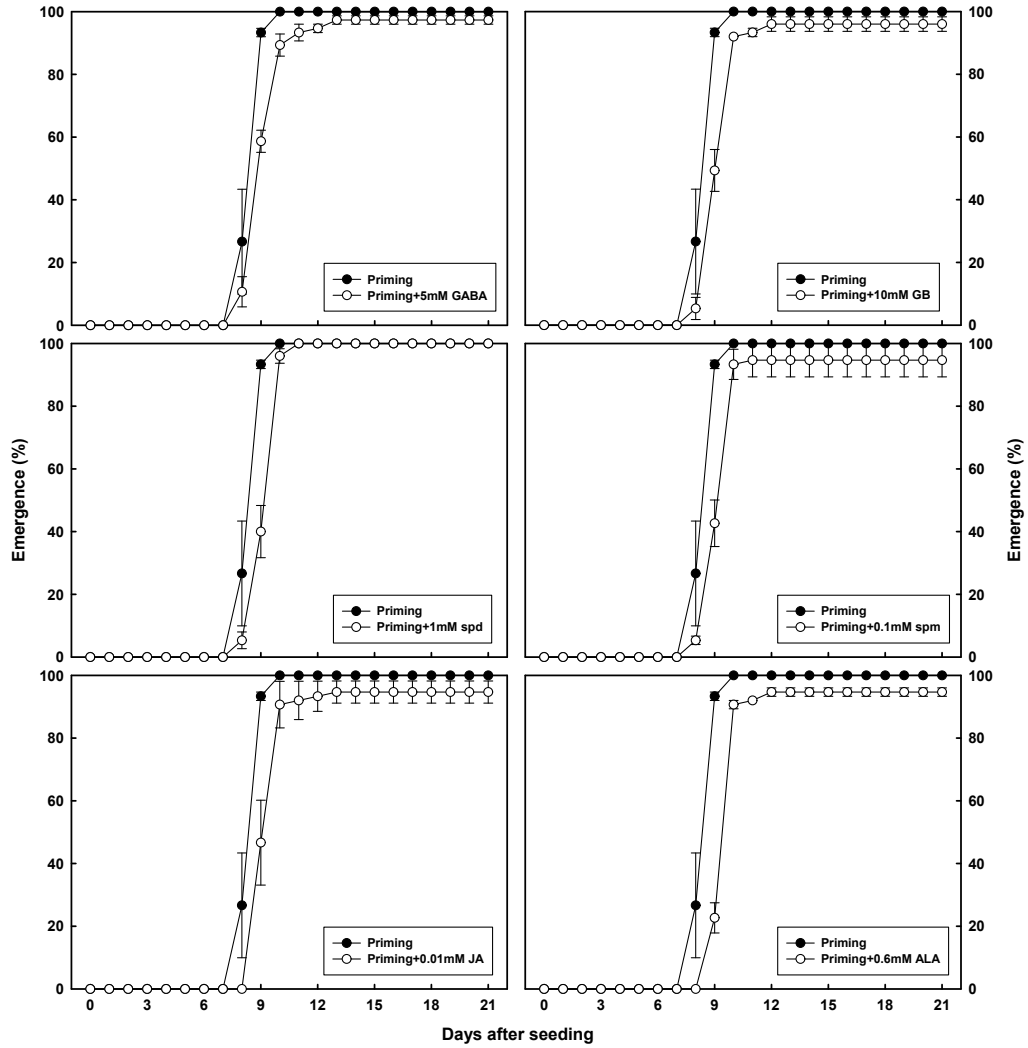 100
80
60
40
20
0
Priming
Priming+5mM GABA
100
80
60
40
20
0
Priming
Priming+10mM GB
100
80
60
40
20
0
Priming
Priming+1mM spd
100
80
60
40
20
0
Priming
Priming+0.1mM spm
Emergence (%)
Emergence (%)
100
80
60
40
20
0
Priming
Priming+0.01mM JA
0 3 6 9 12 15 18 21
100
80
60
40
20
0
Priming
Priming+0.6mM ALA
0 3 6 9 12 15 18 21
Days after seeding